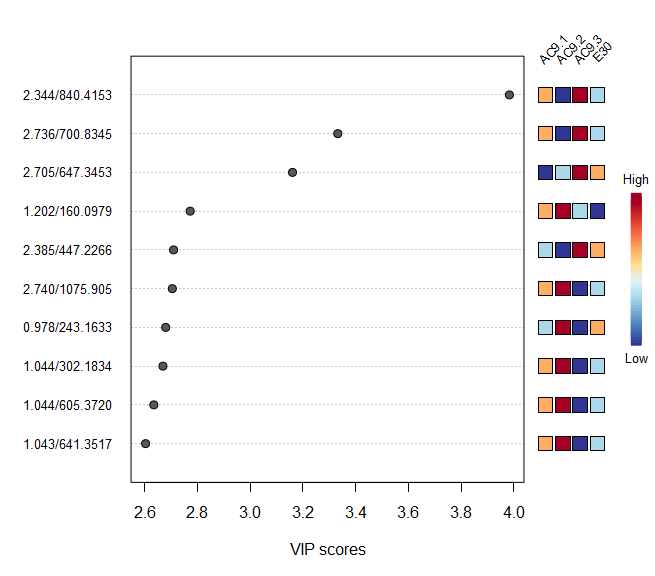 AC9.1 AC9.2 AC9.3 E30
2.344/840.4153
2.736/700.8345
2.705/647.3453
1.202/160.0979
2.385/447.2266
2.740/1075.905
0.978/243.1633
1.044/302.1834
1.044/605.3720
1.043/641.3517
High
Low
2.6 2.8 3.0 3.2 3.4 3.6 3.8 4.0
VIP scores